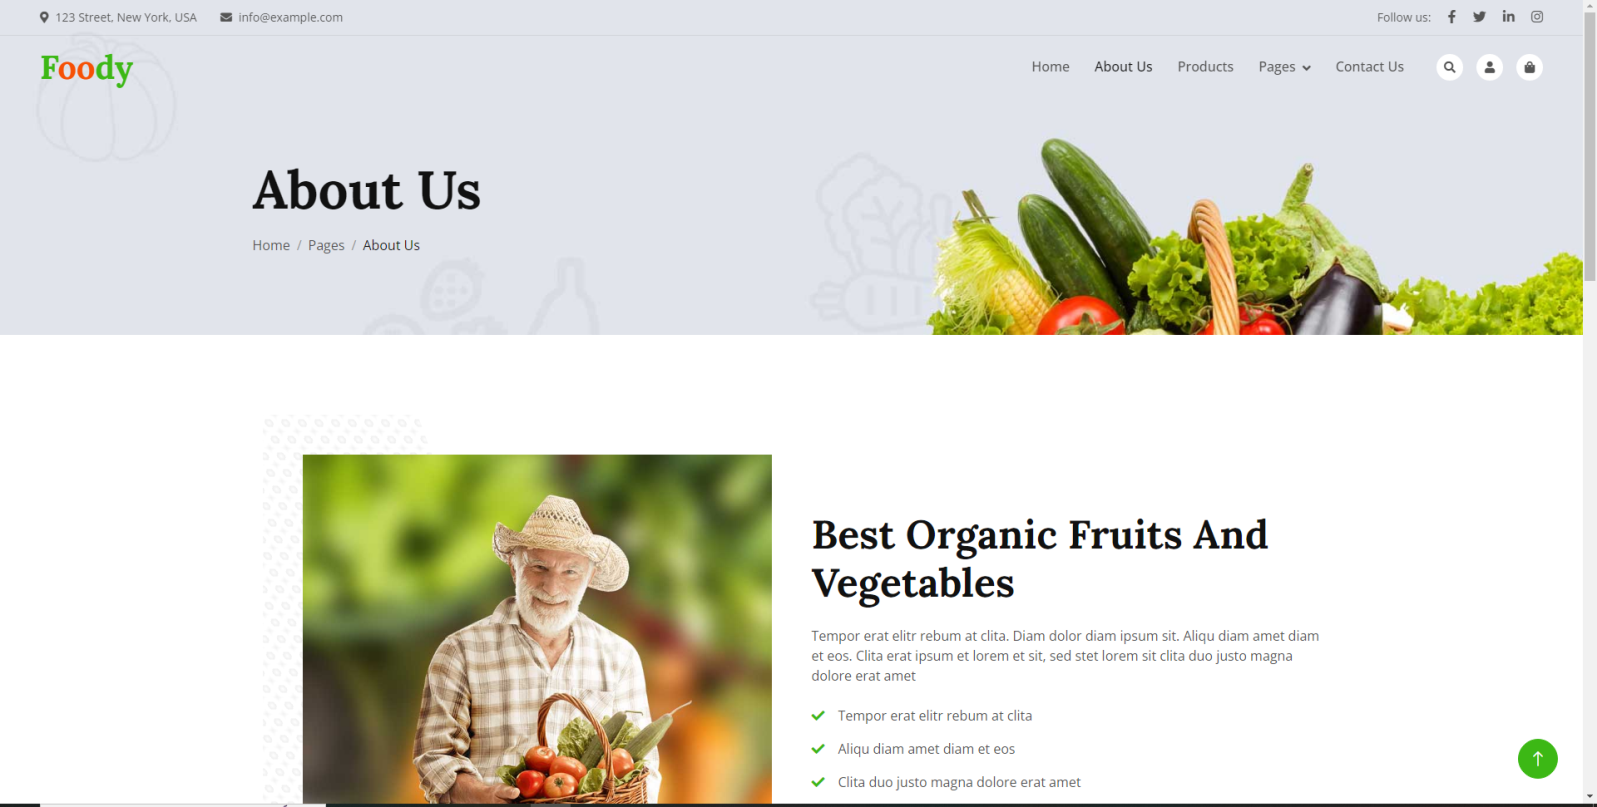 123 Street, New York, USA info@example.com Follow us:
Foody Home About Us Products Pages Contact Us
About Us
Home / Pages / About Us
Best Organic Fruits And
Vegetables
Tempor erat elitr rebum at clita. Diam dolor diam ipsum sit. Aliqu diam amet diam
et eos. Clita erat ipsum et lorem et sit, sed stet lorem sit clita duo justo magna
dolore erat amet
Tempor erat elitr rebum at clita
Aliqu diam amet diam et eos
Clita duo justo magna dolore erat amet